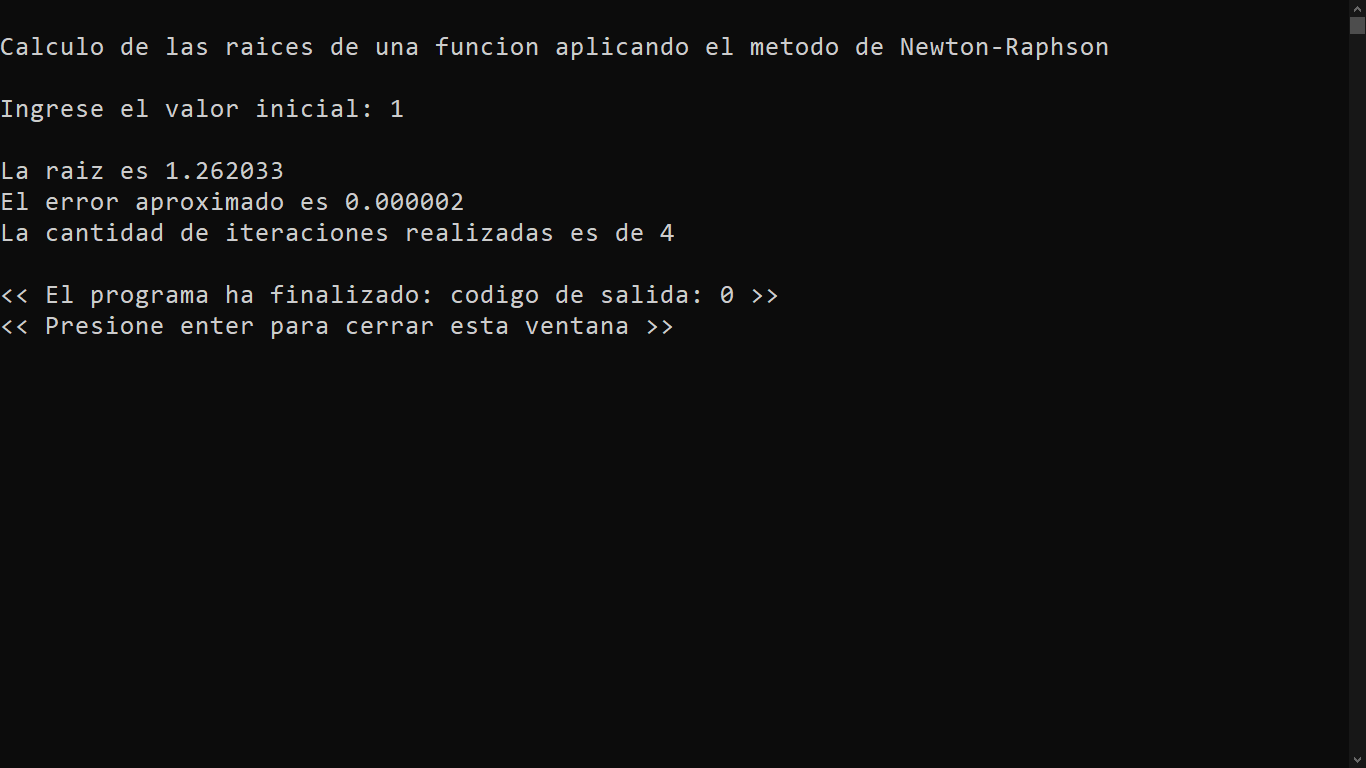 Calculo de las raices de una funcion aplicando el metodo de Newton-Raphson
Ingrese el valor inicial: 1
La raiz es 1.262033
El error aproximado es 0.000002
La cantidad de iteraciones realizadas es de 4
<< El programa ha finalizado: codigo de salida: 0 >>
<< Presione enter para cerrar esta ventana >>